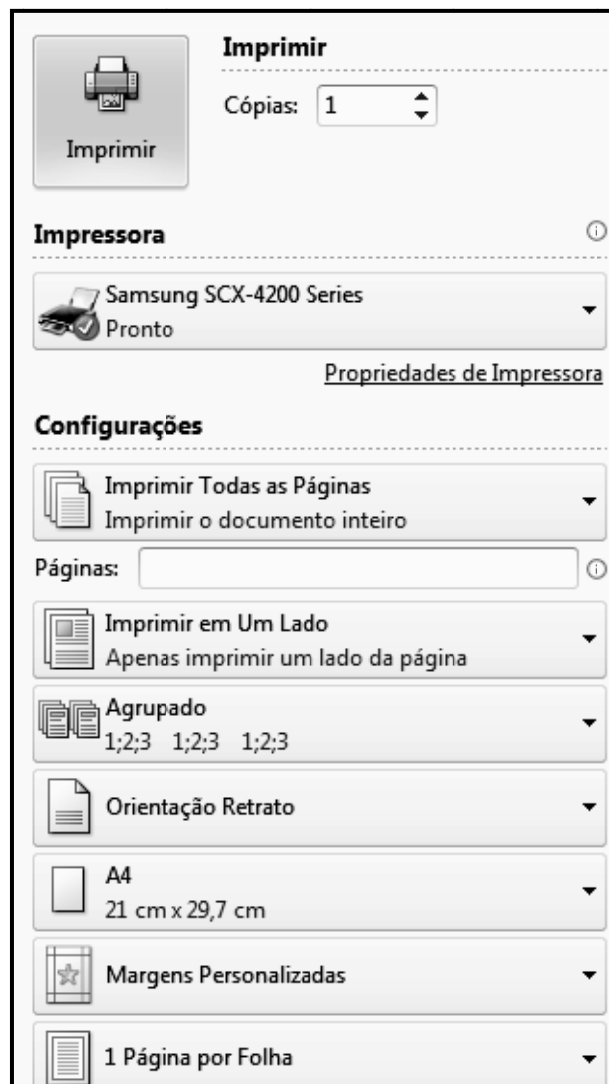 Imprimir
Imprimir
Cópias: 1
Impressora
Samsung SCX-4200 Series
Pronto
Propriedades de Impressora
Configurações
Imprimir Todas as Páginas
Imprimir o documento inteiro
Páginas:
Imprimir em Um Lado
Apenas imprimir um lado da página
Agrupado
1;2;3 1;2;3 1;2;3
Orientação Retrato
A4
21 cm x 29,7 cm
Margens Personalizadas
1 Página por Folha